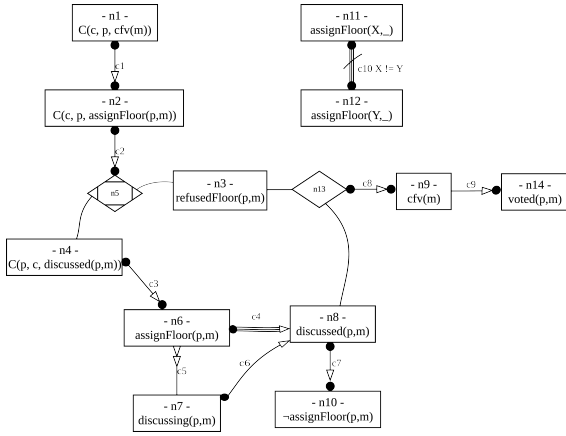 - n1 -
C(c, p, cfv(m))
- n11 -
assignFloor(X,_)
c1
c10 X != Y
- n2 -
C(c, p, assignFloor(p,m))
- n12 -
assignFloor(Y,_)
c2
n5
- n3 -
refusedFloor(p,m)
n13
c8
- n9 -
cfv(m)
c9
- n14 -
voted(p,m)
- n4 -
C(p, c, discussed(p,m))
c3
- n6 -
assignFloor(p,m)
c4
- n8 -
discussed(p,m)
c5
c6
c7
- n7 -
discussing(p,m)
- n10 -
¬assignFloor(p,m)